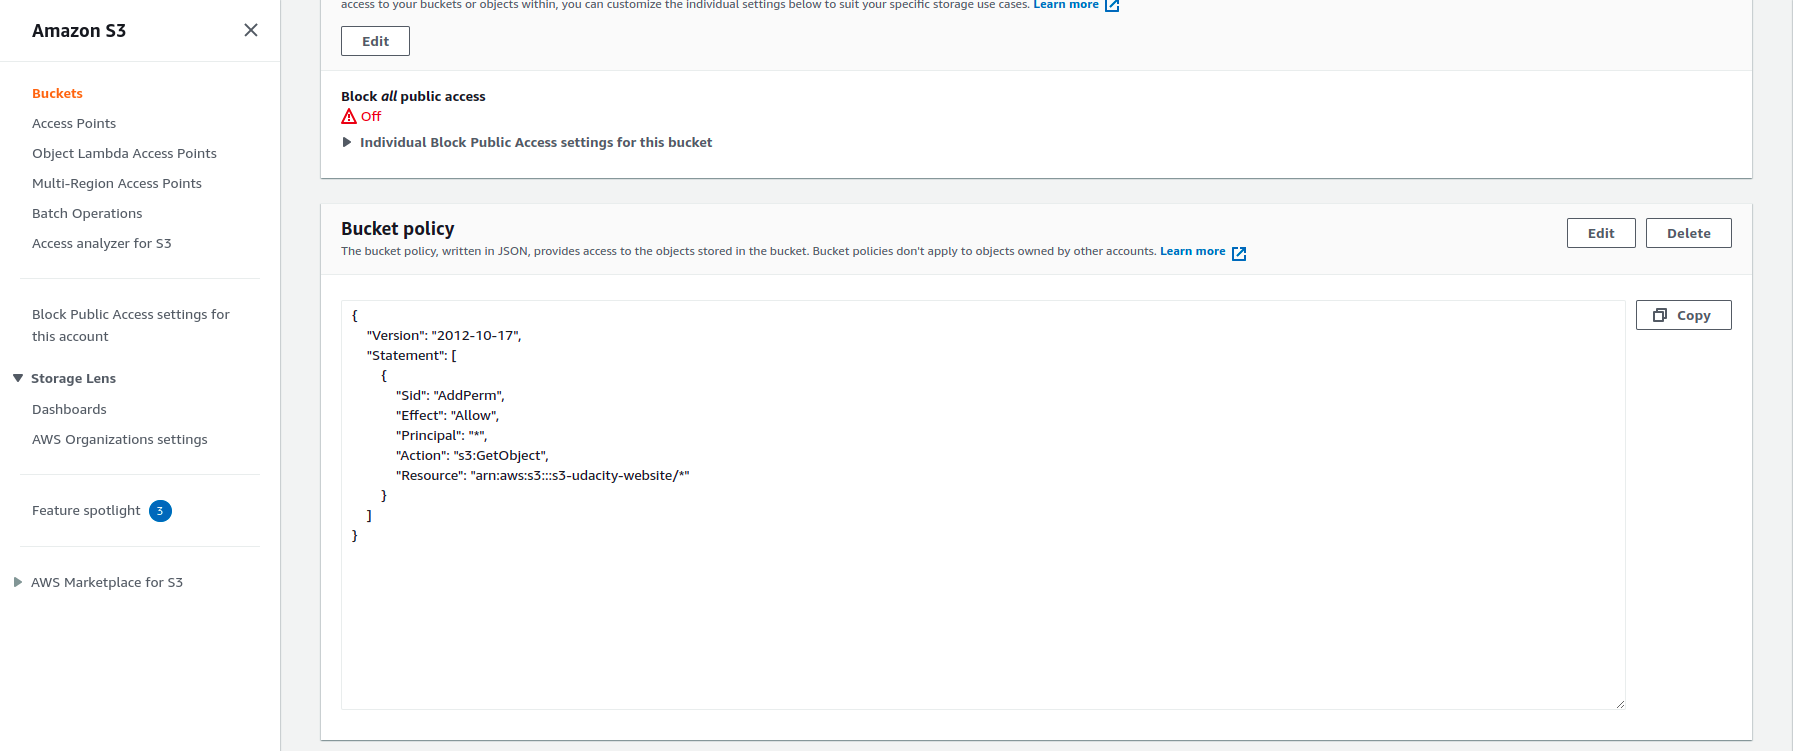 Amazon S3
Buckets
Access Points
Object Lambda Access Points
Multi-Region Access Points
Batch Operations
Access analyzer for S3
Block Public Access settings for
this account
Storage Lens
Dashboards
AWS Organizations settings
Feature spotlight 3
AWS Marketplace for S3
access to your buckets or objects within, you can customize the individual settings below to suit your specific storage use cases. Learn more
Edit
Block all public access
Off
Individual Block Public Access settings for this bucket
Bucket policy
Edit
Delete
The bucket policy, written in JSON, provides access to the objects stored in the bucket. Bucket policies don't apply to objects owned by other accounts. Learn more
Copy
{
"Version": "2012-10-17",
"Statement": [
{
"Sid": "AddPerm",
"Effect": "Allow",
"Principal": "*",
"Action": "s3:GetObject",
"Resource": "arn:aws:s3:::s3-udacity-website/*"
}
]
}